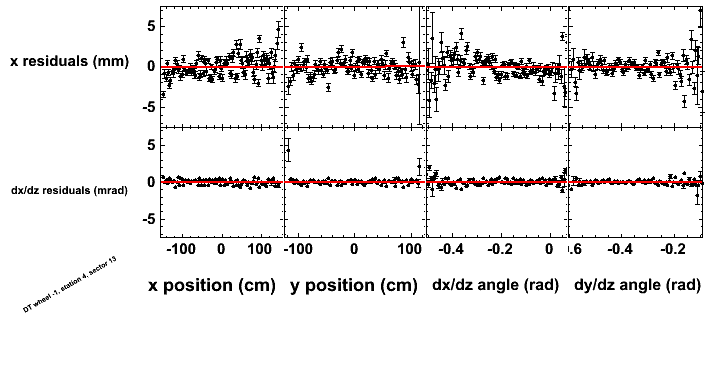 x residuals (mm)
5
0
-5
dx/dz residuals (mrad)
5
0
-5
-100 0 100 -100 0 100 -0.4 -0.2 0 .6 -0.4 -0.2
x position (cm) y position (cm) dx/dz angle (rad) dy/dz angle (rad)
DT wheel -1, station 4, sector 13